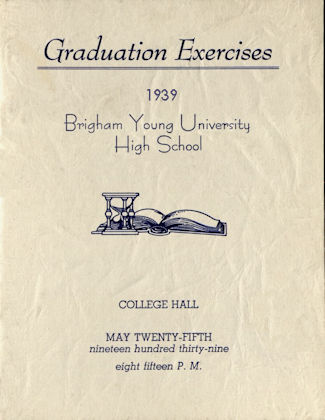 Graduation Exercises
1939
Brigham Young University
High School
COLLEGE HALL
MAY TWENTY-FIFTH
nineteen hundred thirty-nine
eight fifteen P. M.